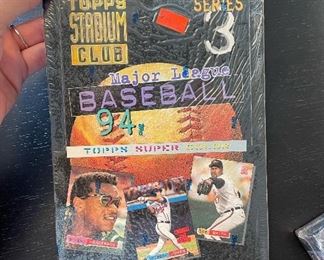 TOPPS
STADIUM
CLUB
SERIES
3
Major League
BASEBALL
94
TOPPS SUPER